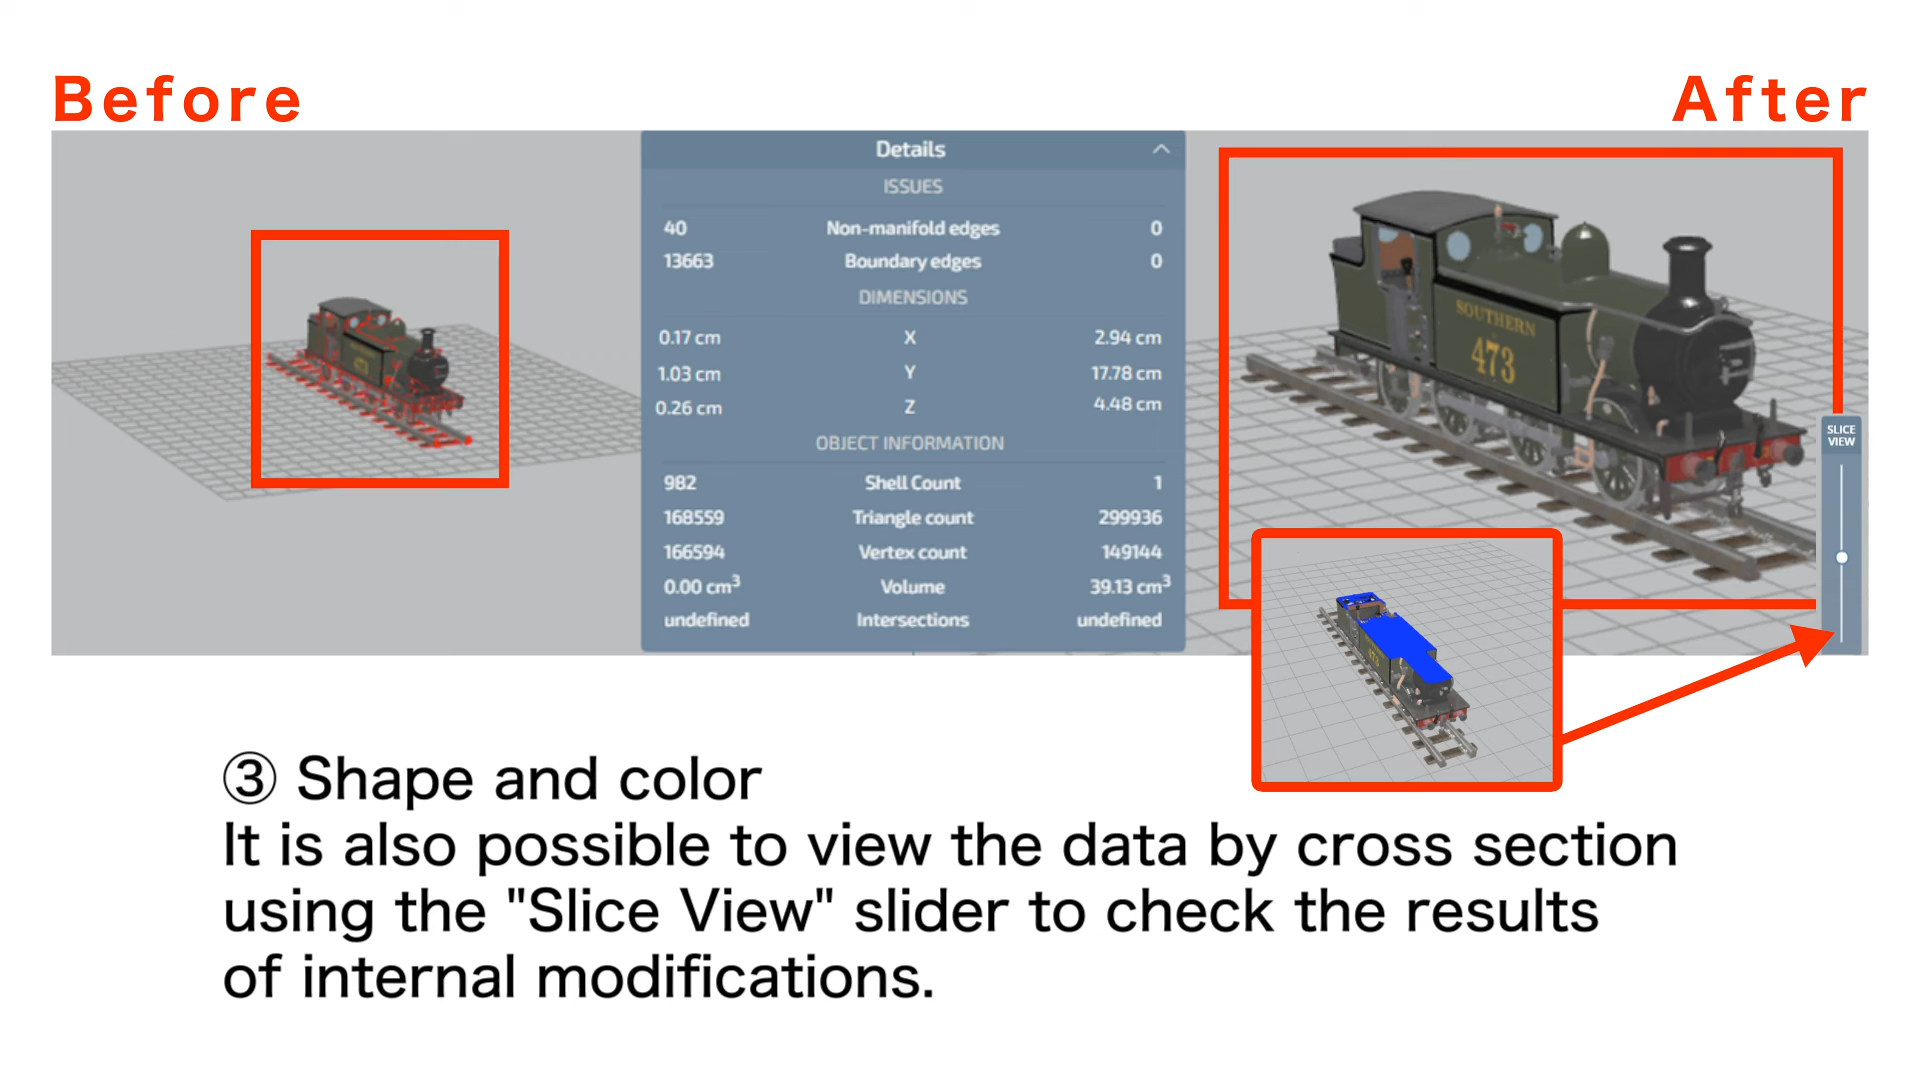 Before
After
Details
ISSUES
40 Non-manifold edges 0
13663 Boundary edges 0
DIMENSIONS
0.17 cm X 2.94 cm
1.03 cm Y 17.78 cm
0.26 cm Z 4.48 cm
OBJECT INFORMATION
982 Shell Count 1
168559 Triangle count 299936
166594 Vertex count 149144
0.00 cm³ Volume 39.13 cm³
undefined Intersections undefined
SOUTHERN
473
SLICE
VIEW
473
473
③ Shape and color
It is also possible to view the data by cross section
using the "Slice View" slider to check the results
of internal modifications.